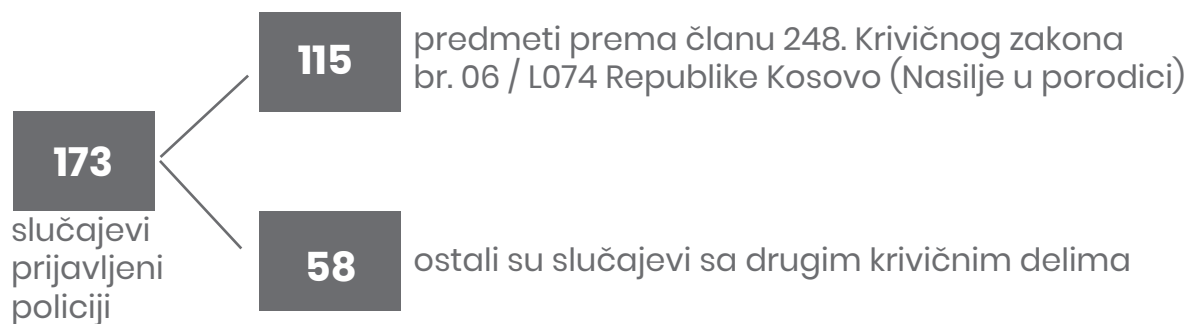 173
slučajevi
prijavljeni
policiji
115
predmeti prema članu 248. Krivičnog zakona
br. 06 / L074 Republike Kosovo (Nasilje u porodici)
58
ostali su slučajevi sa drugim krivičnim delima